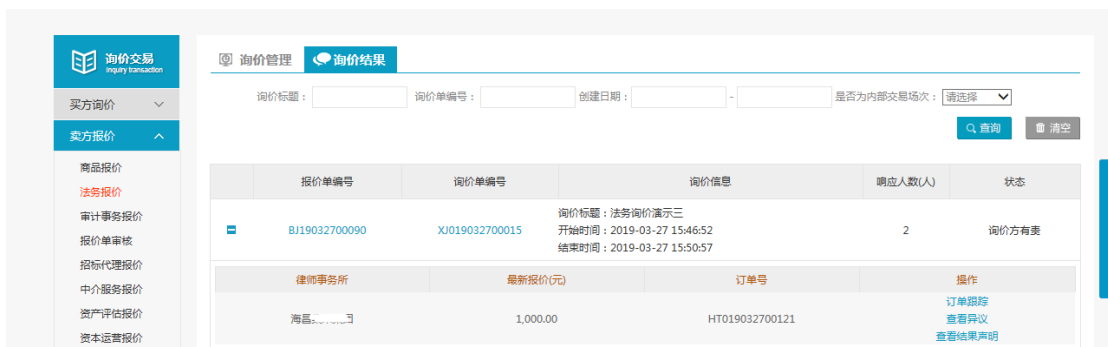 询价交易
Inquiry transaction
买方询价
卖方报价
商品报价
法务报价
审计事务报价
报价单审核
招标代理报价
中介服务报价
资产评估报价
资本运营报价
询价管理 询价结果
询价标题： 询价单编号： 创建日期： - 是否为内部交易场次： 请选择
查询 清空
报价单编号 询价单编号 询价信息 响应人数(人) 状态
询价标题：法务询价演示三
BJ19032700090 XJ019032700015 开始时间：2019-03-27 15:46:52 2 询价方有责
结束时间：2019-03-27 15:50:57
律师事务所 最新报价(元) 订单号 操作
订单跟踪
海昌 1,000.00 HT019032700121 查看异议
查看结果声明